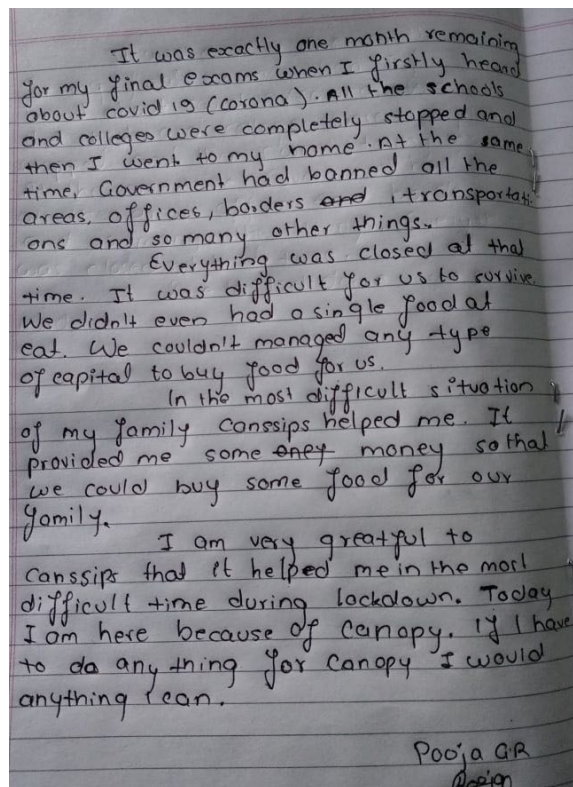 It was exactly one month remaining
for my final exams when I firstly heard
about covid 19 (corona). All the schools
and colleges were completely stopped and
then I went to my home. At the same
time, Government had banned all the
areas, offices, borders and , transportati-
ons and so many other things.
Everything was closed at that
time. It was difficult for us to survive.
We didn't even had a single food at
eat. We couldn't managed any type
of capital to buy food for us.
In the most difficult situation
of my family Canssips helped me. It
provided me some oney money so that
we could buy some food for our
family.
I am very greatful to
Canssips that it helped me in the most
difficult time during lockdown. Today
I am here because of canopy. If I have
to do any thing for canopy I would
anything I can.
Pooja G.R